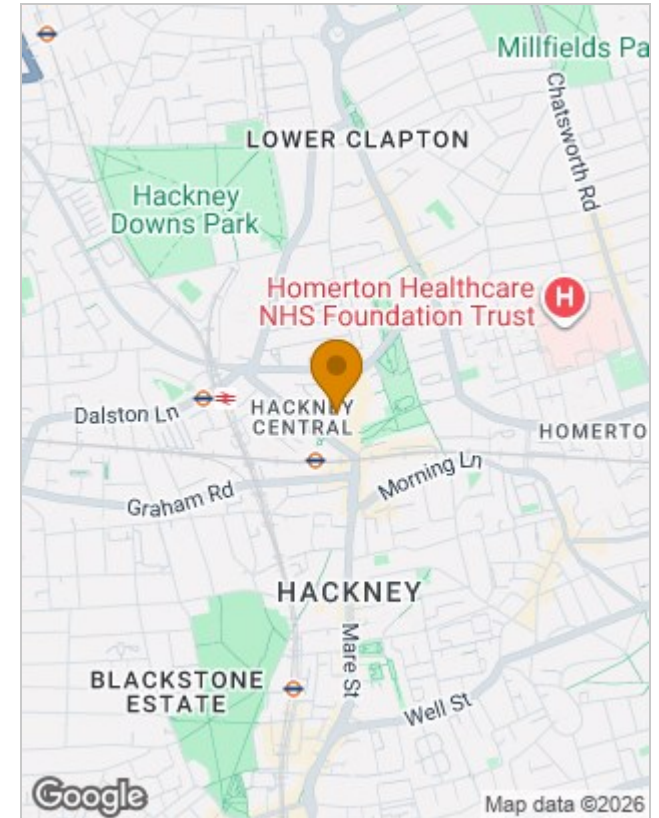 Millfields Pa
Chatsworth Rd
LOWER CLAPTON
Hackney
Downs Park
Homerton Healthcare
NHS Foundation Trust
H
Dalston Ln
HACKNEY
CENTRAL
HOMERTO
Morning Ln
Graham Rd
HACKNEY
Mare St
BLACKSTONE
ESTATE
Well St
Google
Map data ©2026